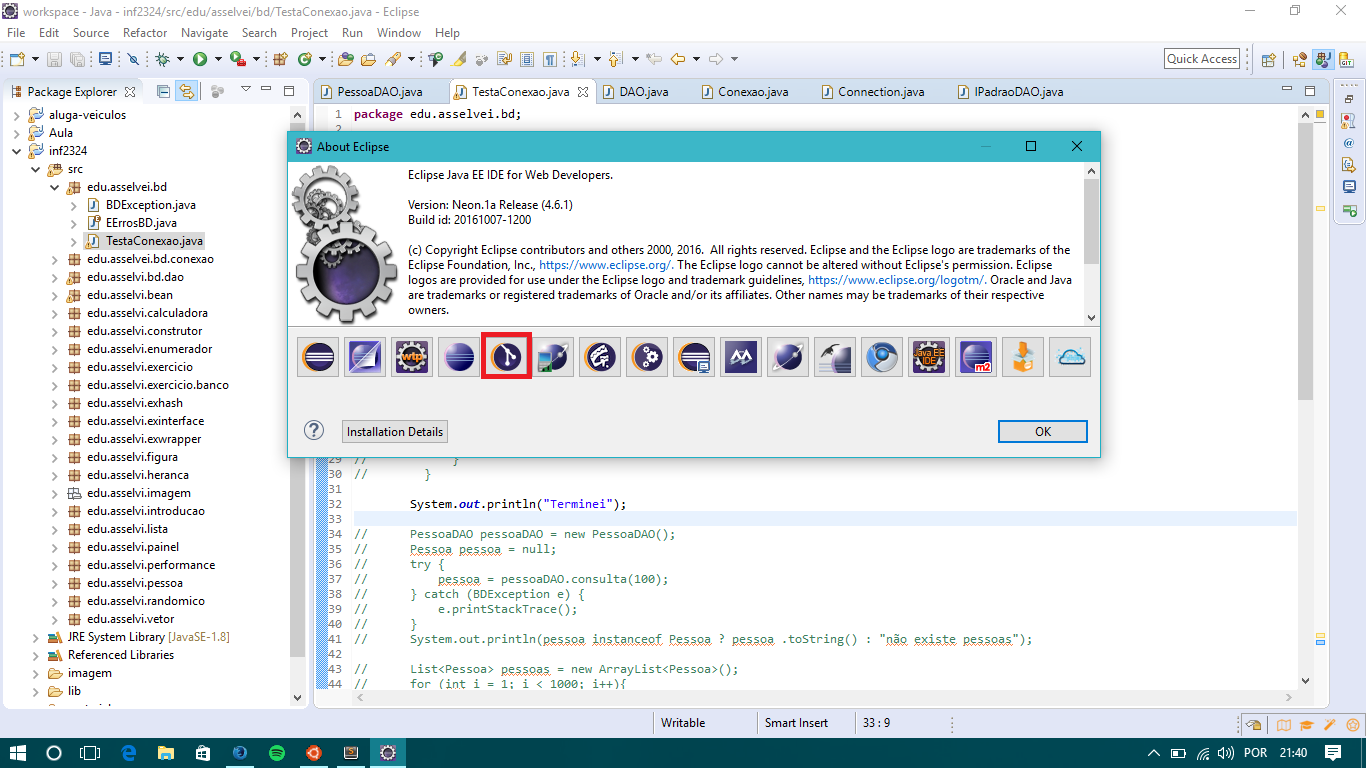 workspace - Java - inf2324/src/edu/asselvei/bd/TestaConexao.java - Eclipse
File Edit Source Refactor Navigate Search Project Run Window Help
Quick Access
GIT
Package Explorer
PessoaDAO.java TestaConexao.java DAO.java Conexao.java Connection.java IPadraoDAO.java
aluga-veiculos
Aula
inf2324
src
edu.asselvei.bd
BDException.java
EErrosBD.java
TestaConexao.java
edu.asselvei.bd.conexao
edu.asselvi.bd.dao
edu.asselvi.bean
edu.asselvi.calculadora
edu.asselvi.construtor
edu.asselvi.enumerador
edu.asselvi.exercicio
edu.asselvi.exercicio.banco
edu.asselvi.exhash
edu.asselvi.exinterface
edu.asselvi.exwrapper
edu.asselvi.figura
edu.asselvi.heranca
edu.asselvi.imagem
edu.asselvi.introducao
edu.asselvi.lista
edu.asselvi.painel
edu.asselvi.performance
edu.asselvi.pessoa
edu.asselvi.randomico
edu.asselvi.vetor
JRE System Library [JavaSE-1.8]
Referenced Libraries
imagem
lib
1 package edu.asselvei.bd;
2
About Eclipse
Eclipse Java EE IDE for Web Developers.
Version: Neon.1a Release (4.6.1)
Build id: 20161007-1200
(c) Copyright Eclipse contributors and others 2000, 2016.  All rights reserved. Eclipse and the Eclipse logo are trademarks of the
Eclipse Foundation, Inc., https://www.eclipse.org/. The Eclipse logo cannot be altered without Eclipse's permission. Eclipse
logos are provided for use under the Eclipse logo and trademark guidelines, https://www.eclipse.org/logotm/. Oracle and Java
are trademarks or registered trademarks of Oracle and/or its affiliates. Other names may be trademarks of their respective
owners.
wtp Java EE IDE m2
Installation Details OK
29 // }
30 // }
31
32 System.out.println("Terminei");
33
34 // PessoaDAO pessoaDAO = new PessoaDAO();
35 // Pessoa pessoa = null;
36 // try {
37 // pessoa = pessoaDAO.consulta(100);
38 // } catch (BDException e) {
39 // e.printStackTrace();
40 // }
41 // System.out.println(pessoa instanceof Pessoa ? pessoa .toString() : "não existe pessoas");
42
43 // List<Pessoa> pessoas = new ArrayList<Pessoa>();
44 // for (int i = 1; i < 1000; i++){
Writable Smart Insert 33 : 9
POR 21:40